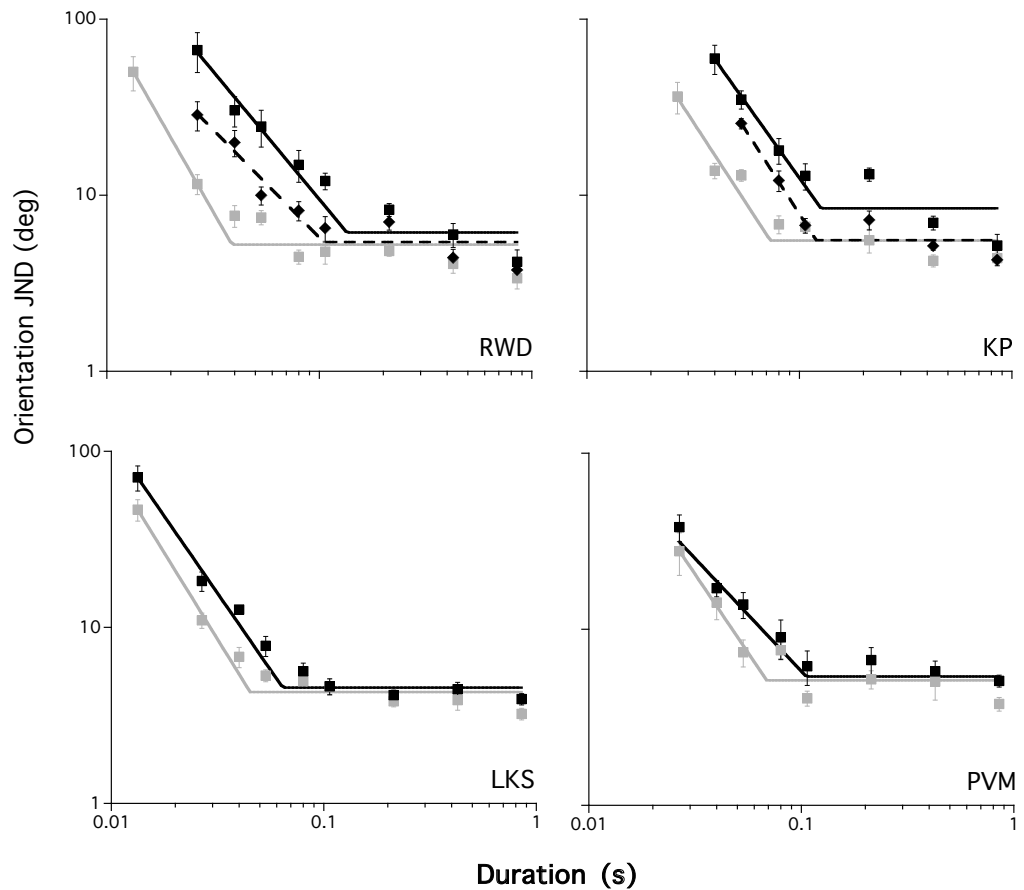 100
10
1
Orientation JND (deg)
RWD
KP
100
10
1
LKS
PVM
0.01
0.1
1
0.01
0.1
1
Duration (s)